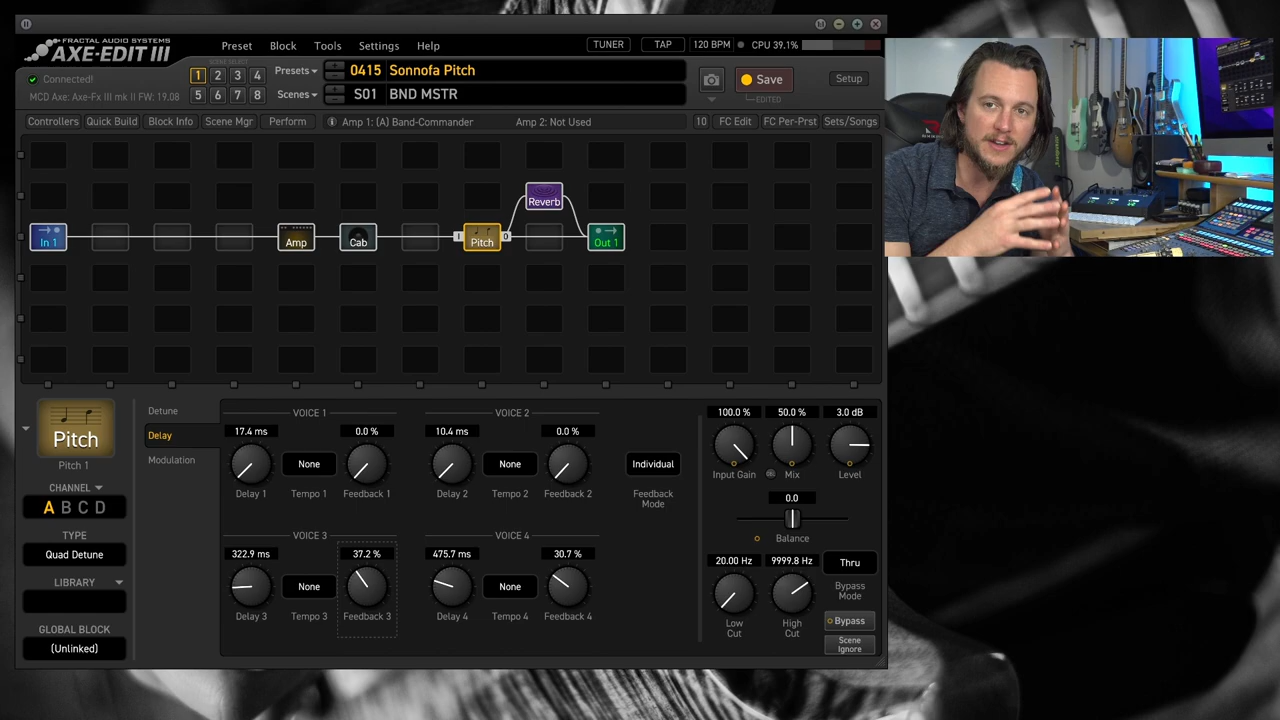 FRACTAL AUDIO SYSTEMS
AXE-EDIT III
Preset Block Tools Settings Help
TUNER TAP 120 BPM CPU 39.1%
Connected!
MCD Axe: Axe-Fx III mk II FW: 19.08
SCENE SELECT
1 2 3 4
5 6 7 8
Presets 0415 Sonnofa Pitch
Scenes S01 BND MSTR
Save
EDITED
Setup
Controllers Quick Build Block Info Scene Mgr Perform Amp 1: (A) Band-Commander Amp 2: Not Used 10 FC Edit FC Per-Prst Sets/Songs
Reverb
In 1 Amp Cab I Pitch O Out 1
Pitch
Pitch 1
CHANNEL
A B C D
TYPE
Quad Detune
LIBRARY
GLOBAL BLOCK
(Unlinked)
Detune
Delay
Modulation
VOICE 1
17.4 ms 0.0 %
None
Delay 1 Tempo 1 Feedback 1
VOICE 2
10.4 ms 0.0 %
None
Delay 2 Tempo 2 Feedback 2
Individual
Feedback
Mode
VOICE 3
322.9 ms 37.2 %
None
Delay 3 Tempo 3 Feedback 3
VOICE 4
475.7 ms 30.7 %
None
Delay 4 Tempo 4 Feedback 4
100.0 % 50.0 % 3.0 dB
Input Gain Mix Level
0.0
Balance
20.00 Hz 9999.8 Hz Thru
Low
Cut
High
Cut
Bypass
Mode
Bypass
Scene
Ignore